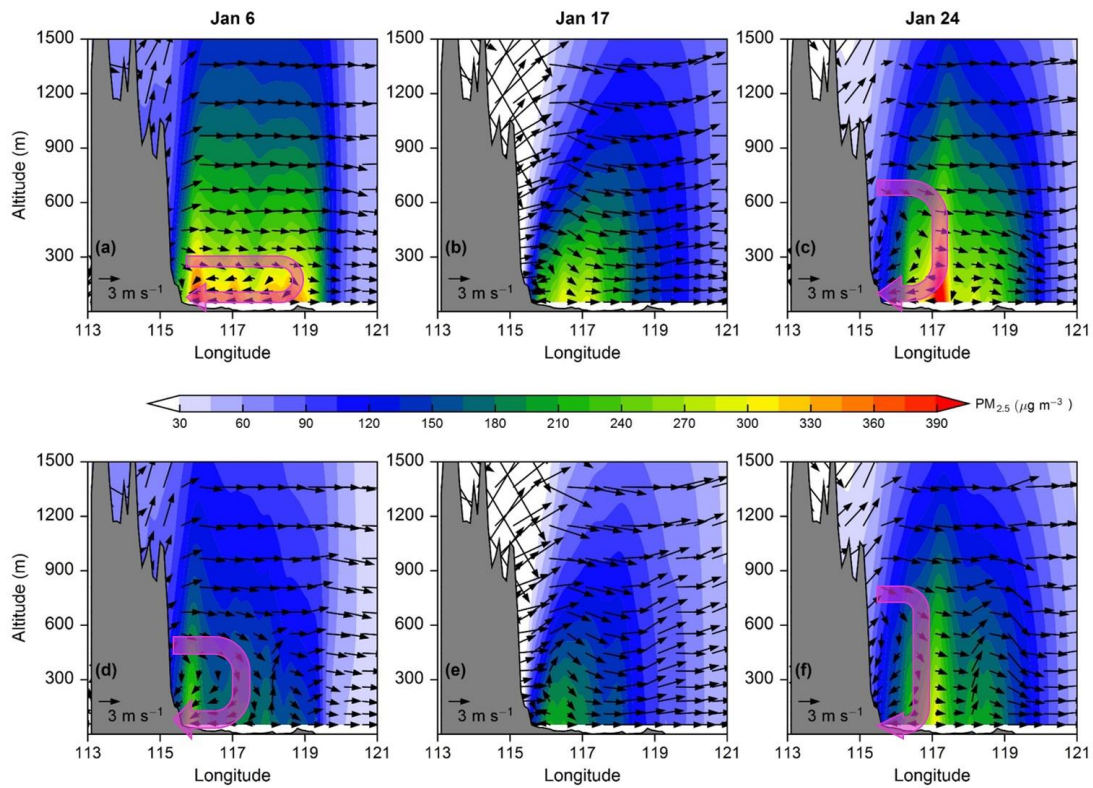 Jan 6
Jan 17
Jan 24
Altitude (m)
1500
1200
900
600
300
(a)
3 m s⁻¹
113 115 117 119 121
Longitude
1500
1200
900
600
300
(b)
3 m s⁻¹
113 115 117 119 121
Longitude
1500
1200
900
600
300
(c)
3 m s⁻¹
113 115 117 119 121
Longitude
30 60 90 120 150 180 210 240 270 300 330 360 390
PM₂.₅ (μg m⁻³ )
Altitude (m)
1500
1200
900
600
300
(d)
3 m s⁻¹
113 115 117 119 121
Longitude
1500
1200
900
600
300
(e)
3 m s⁻¹
113 115 117 119 121
Longitude
1500
1200
900
600
300
(f)
3 m s⁻¹
113 115 117 119 121
Longitude